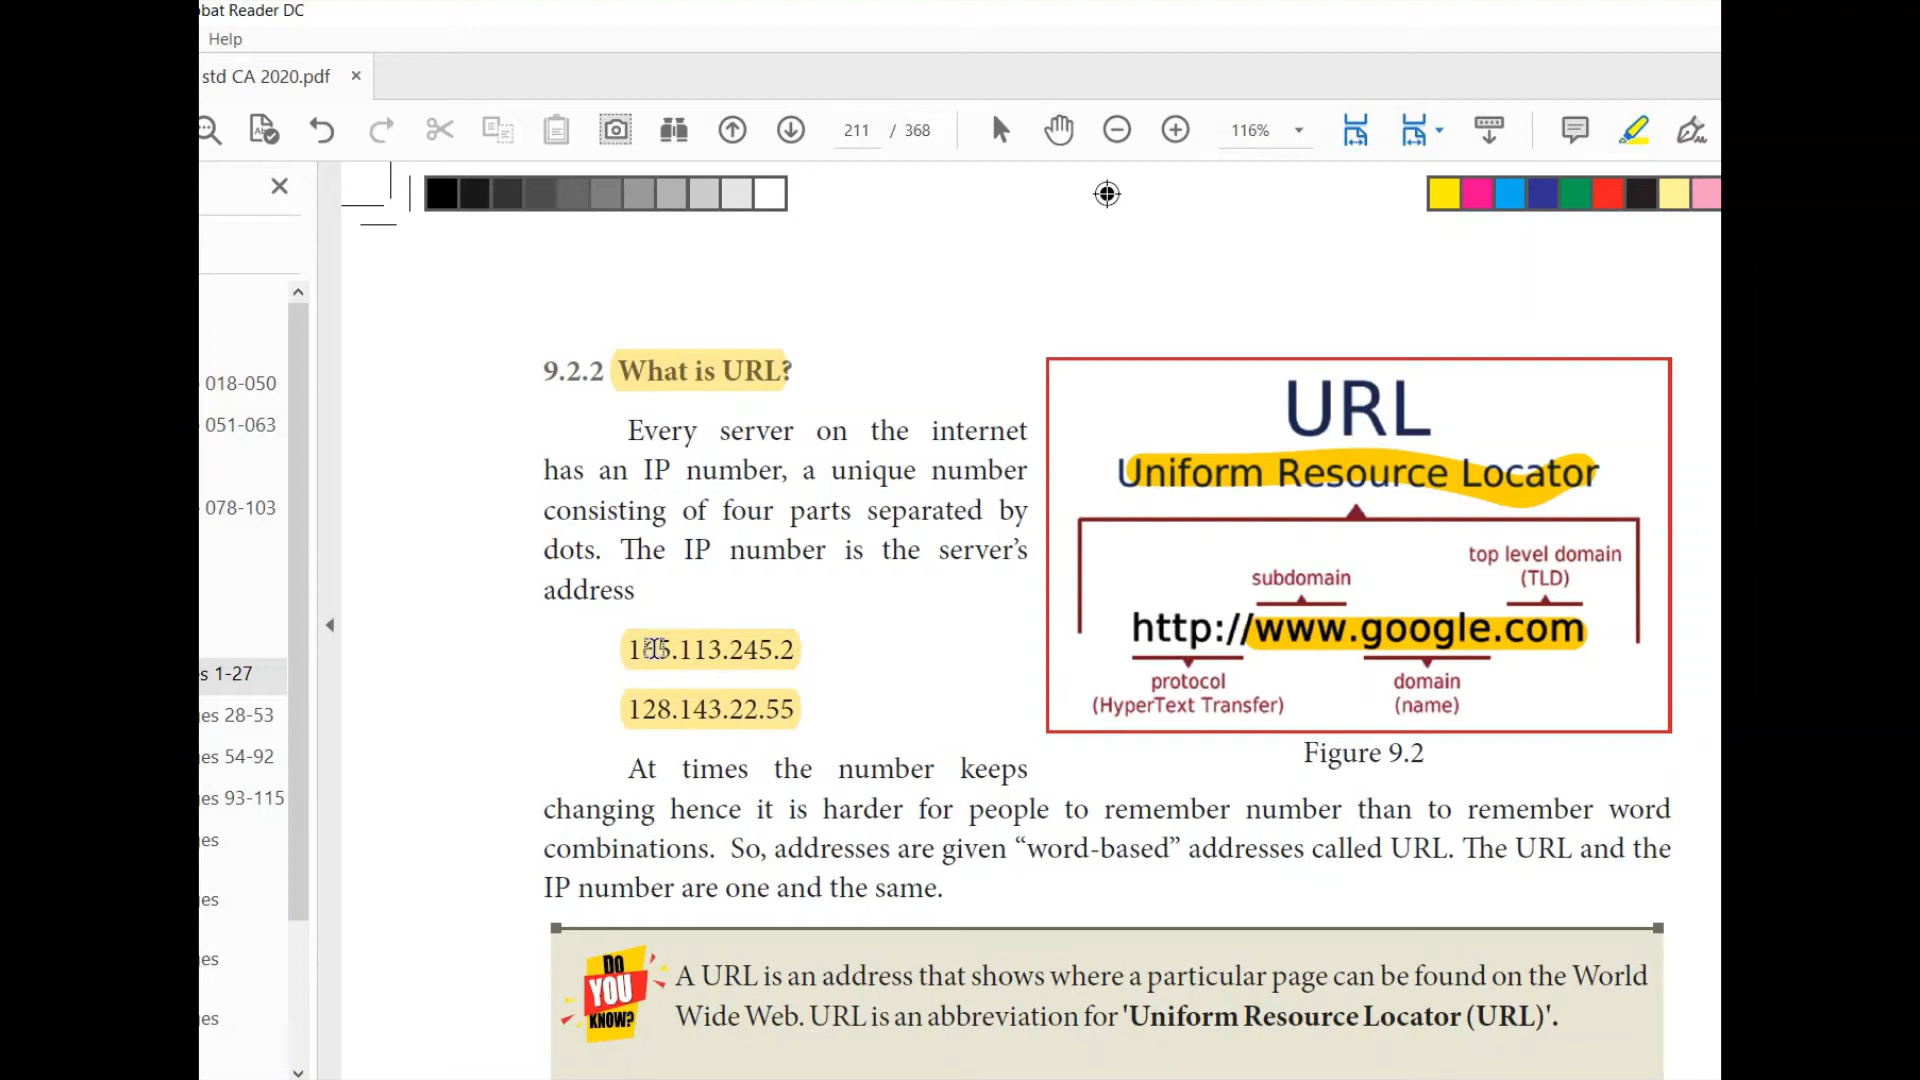 obat Reader DC
Help
std CA 2020.pdf
211 / 368
116%
018-050
051-063
078-103
s 1-27
es 28-53
es 54-92
es 93-115
es
es
es
es
9.2.2 What is URL?
Every server on the internet
has an IP number, a unique number
consisting of four parts separated by
dots. The IP number is the server’s
address
.113.245.2
128.143.22.55
URL
Uniform Resource Locator
top level domain
(TLD)
subdomain
http://www.google.com
protocol
(HyperText Transfer)
domain
(name)
Figure 9.2
At times the number keeps
changing hence it is harder for people to remember number than to remember word
combinations. So, addresses are given “word-based” addresses called URL. The URL and the
IP number are one and the same.
DO
YOU
KNOW?
A URL is an address that shows where a particular page can be found on the World
Wide Web. URL is an abbreviation for 'Uniform Resource Locator (URL)'.